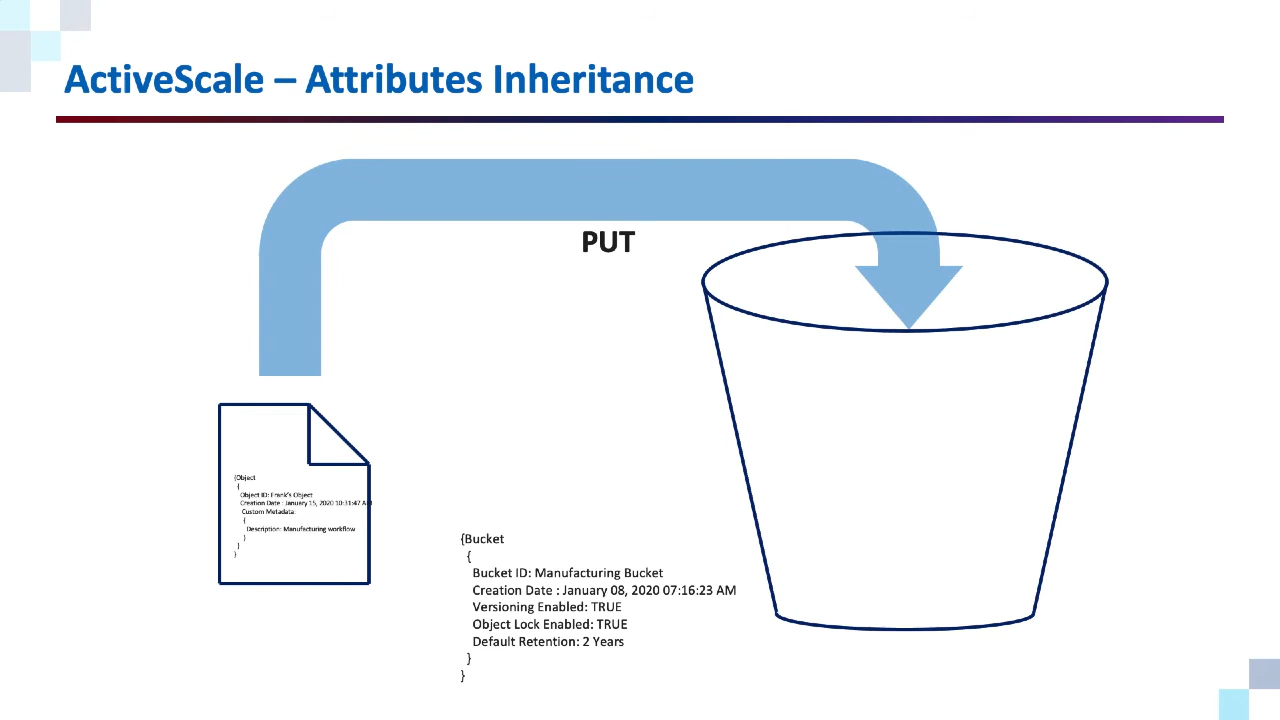 ActiveScale – Attributes Inheritance
PUT
{Object
{
Object ID: Frank's Object
Creation Date : January 15, 2020 10:31:47 AM
Custom Metadata:
{
Description: Manufacturing workflow
}
}
}
{Bucket
{
Bucket ID: Manufacturing Bucket
Creation Date : January 08, 2020 07:16:23 AM
Versioning Enabled: TRUE
Object Lock Enabled: TRUE
Default Retention: 2 Years
}
}